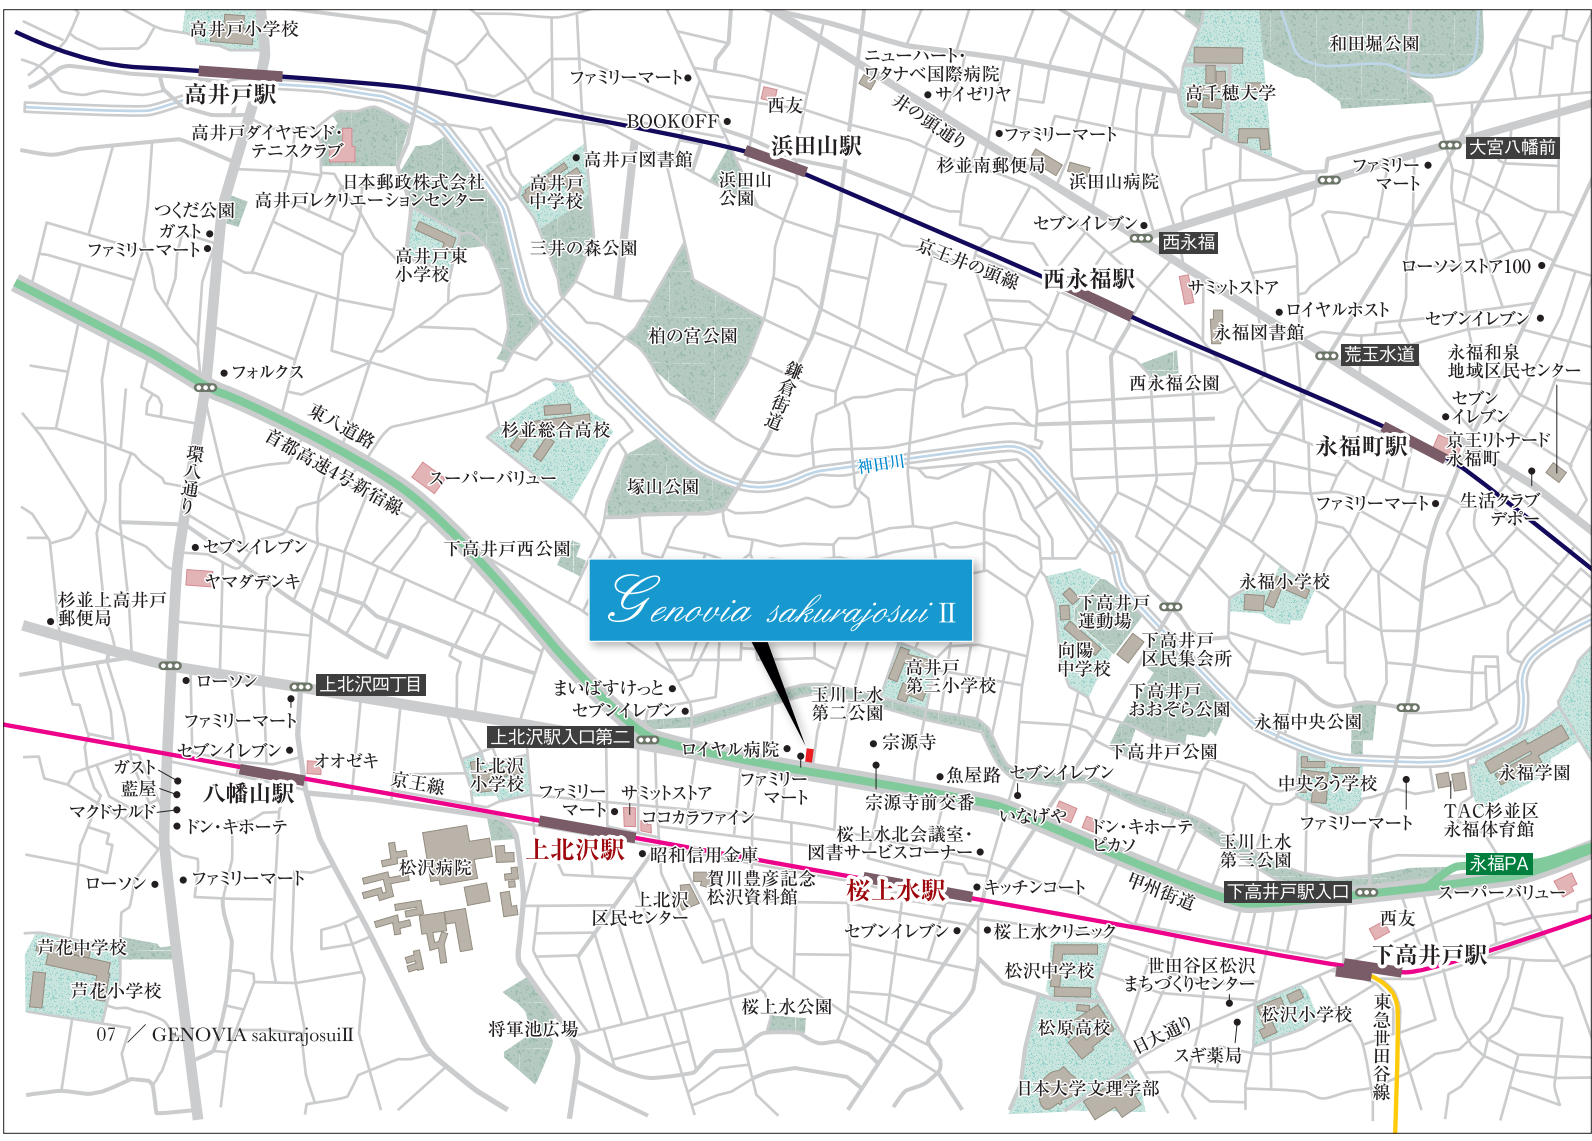 高井戸小学校
和田堀公園
ニューハート・
ワタナベ国際病院
ファミリーマート
高井戸駅
西友
サイゼリヤ
高千穂大学
井の頭通り
BOOKOFF
高井戸ダイヤモンド・
テニスクラブ
ファミリーマート
浜田山駅
大宮八幡前
高井戸図書館
杉並南郵便局
ファミリー
マート
日本郵政株式会社
高井戸レクリエーションセンター
高井戸
中学校
浜田山
公園
浜田山病院
つくだ公園
ガスト
ファミリーマート
セブンイレブン
西永福
三井の森公園
高井戸東
小学校
京王井の頭線
西永福駅
ローソンストア100
サミットストア
ロイヤルホスト
セブンイレブン
永福図書館
柏の宮公園
荒玉水道
永福和泉
地域区民センター
フォルクス
鎌倉街道
西永福公園
セブン
イレブン
東八道路
首都高速4号新宿線
杉並総合高校
永福町駅
京王リトナード
永福町
環八通り
神田川
スーパーバリュー
塚山公園
ファミリーマート
生活クラブ
デポー
セブンイレブン
下高井戸西公園
ヤマダデンキ
永福小学校
杉並上高井戸
郵便局
Genovia sakurajosui II
下高井戸
運動場
向陽
中学校
下高井戸
区民集会所
高井戸
第三小学校
ローソン
上北沢四丁目
まいばすけっと
セブンイレブン
玉川上水
第二公園
下高井戸
おおぞら公園
ファミリーマート
永福中央公園
上北沢駅入口第二
セブンイレブン
ロイヤル病院
宗源寺
下高井戸公園
オオゼキ
ガスト
上北沢
小学校
ファミリー
マート
魚屋路
セブンイレブン
永福学園
藍屋
八幡山駅
京王線
中央ろう学校
マクドナルド
ファミリー
マート
サミットストア
ココカラファイン
宗源寺前交番
いなげや
TAC杉並区
永福体育館
ドン・キホーテ
ファミリーマート
桜上水北会議室・
図書サービスコーナー
ドン・キホーテ
ピカソ
玉川上水
第三公園
上北沢駅
昭和信用金庫
松沢病院
永福PA
ローソン
ファミリーマート
賀川豊彦記念
松沢資料館
桜上水駅
キッチンコート
甲州街道
下高井戸駅入口
スーパーバリュー
上北沢
区民センター
西友
セブンイレブン
桜上水クリニック
芦花中学校
下高井戸駅
松沢中学校
世田谷区松沢
まちづくりセンター
芦花小学校
桜上水公園
東急世田谷線
将軍池広場
松原高校
日大通り
松沢小学校
07 ／ GENOVIA sakurajosuiII
スギ薬局
日本大学文理学部